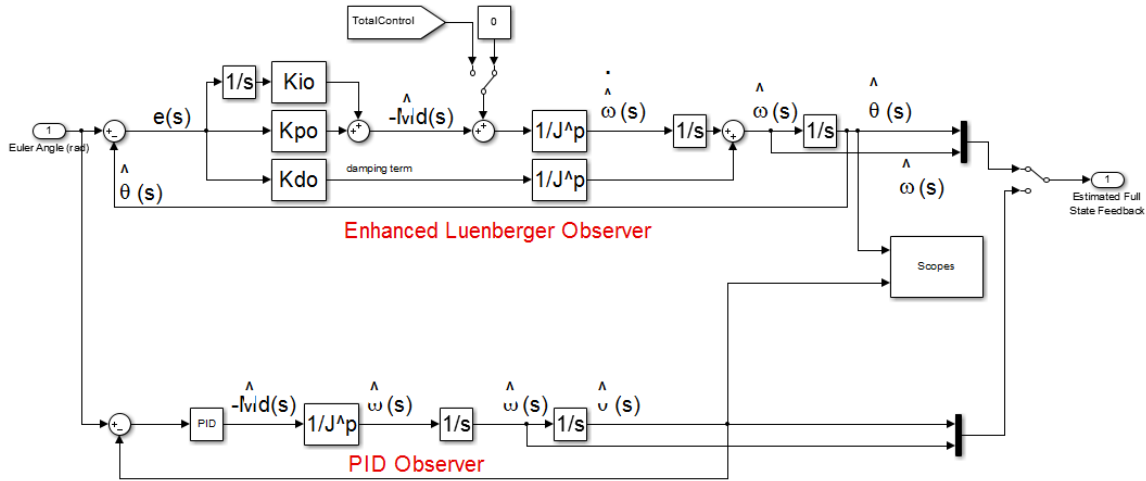 TotalControl
0
1/s
Kio
1
Euler Angle (rad)
e(s)
Kpo
-M̂d(s)
1/J^p
ω̂̇(s)
1/s
ω̂(s)
1/s
θ̂(s)
θ̂(s)
Kdo
damping term
1/J^p
ω̂(s)
1
Estimated Full
State Feedback
Enhanced Luenberger Observer
Scopes
PID
-M̂d(s)
1/J^p
ω̂(s)
1/s
ω̂(s)
1/s
(s)
PID Observer